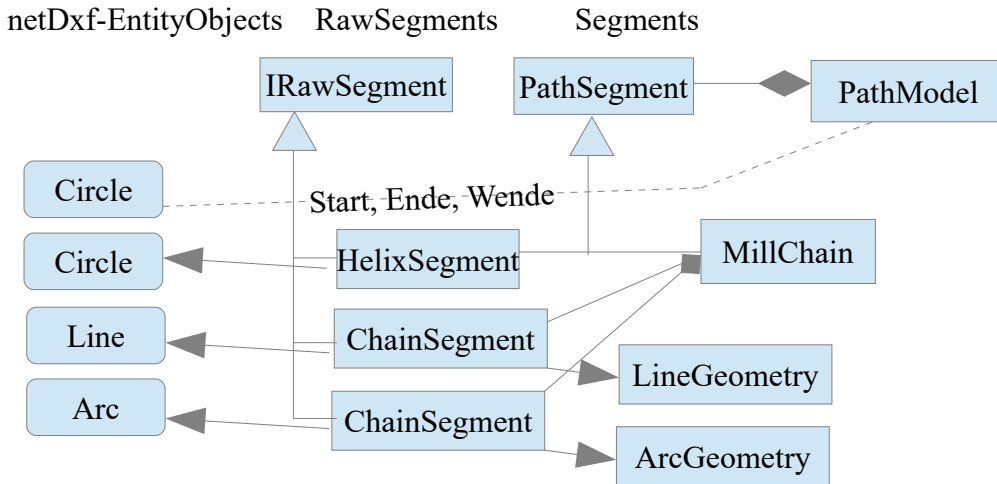 netDxf-EntityObjects RawSegments Segments
IRawSegment PathSegment PathModel
Circle
Start, Ende, Wende
Circle HelixSegment MillChain
Line ChainSegment
LineGeometry
Arc ChainSegment
ArcGeometry